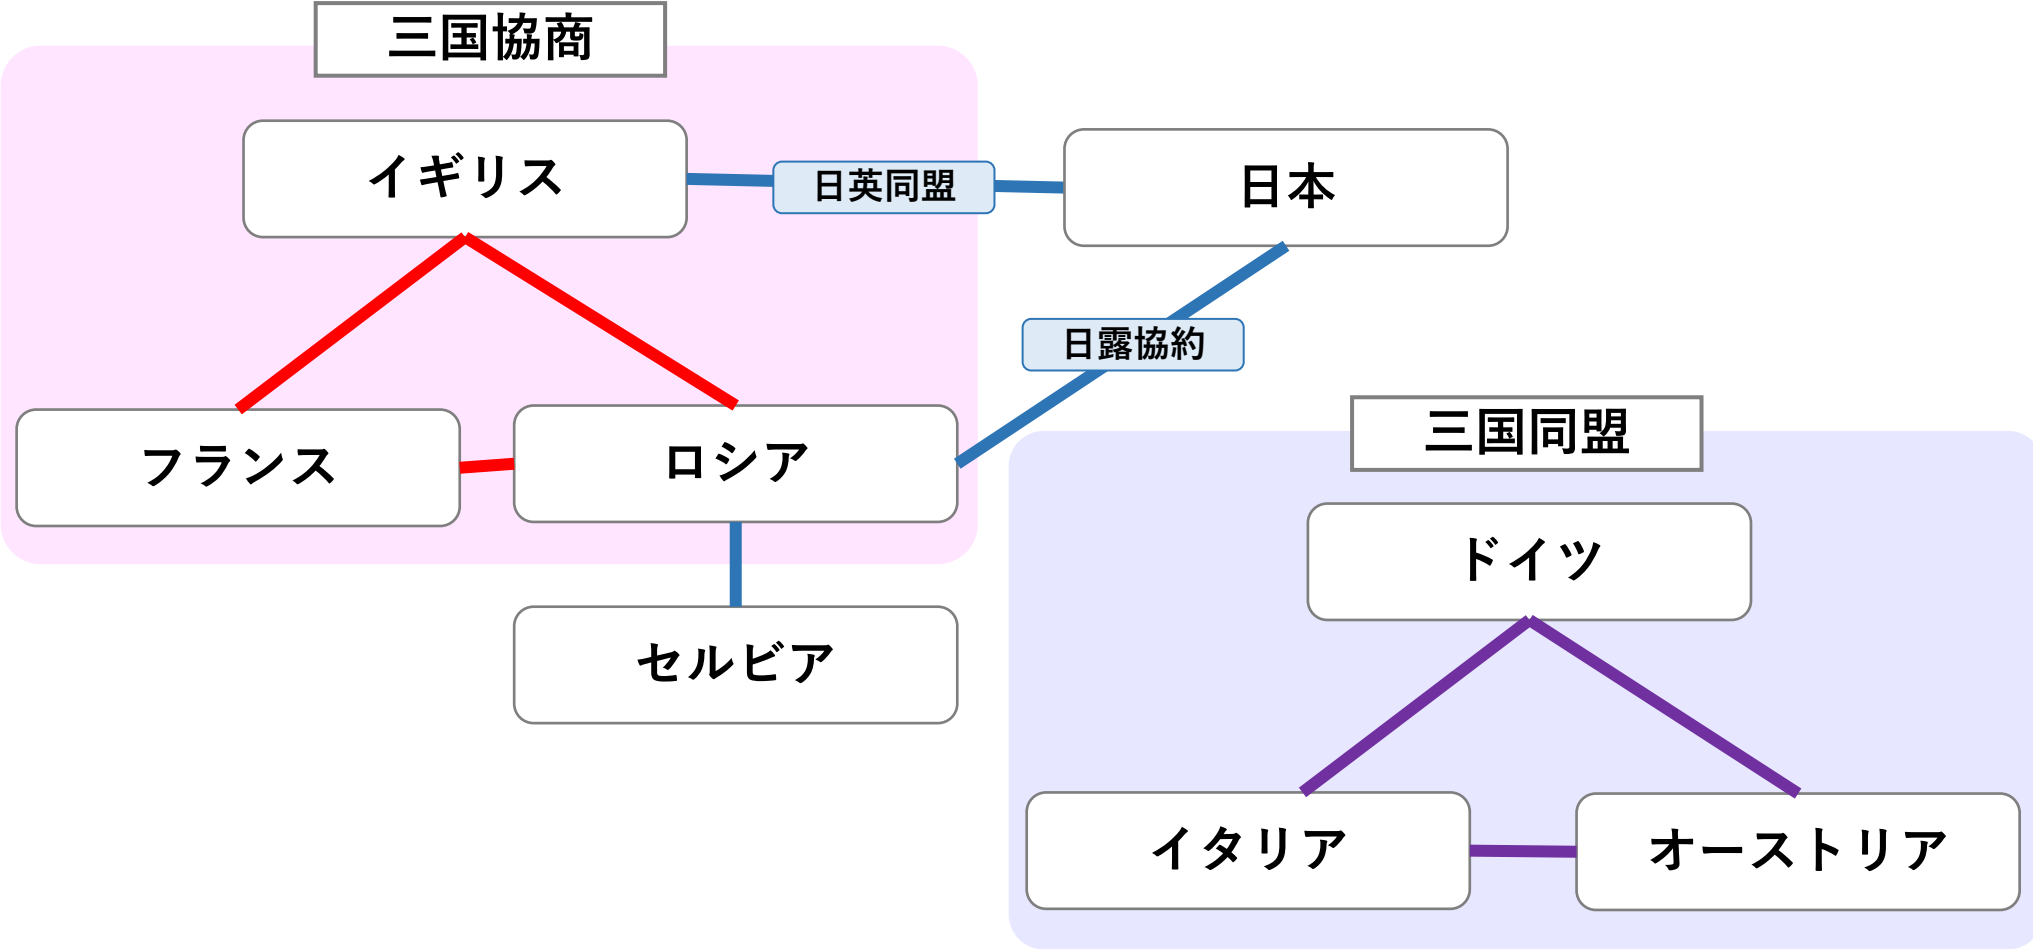 三国協商
イギリス
日英同盟
日本
日露協約
フランス
ロシア
セルビア
三国同盟
ドイツ
イタリア
オーストリア